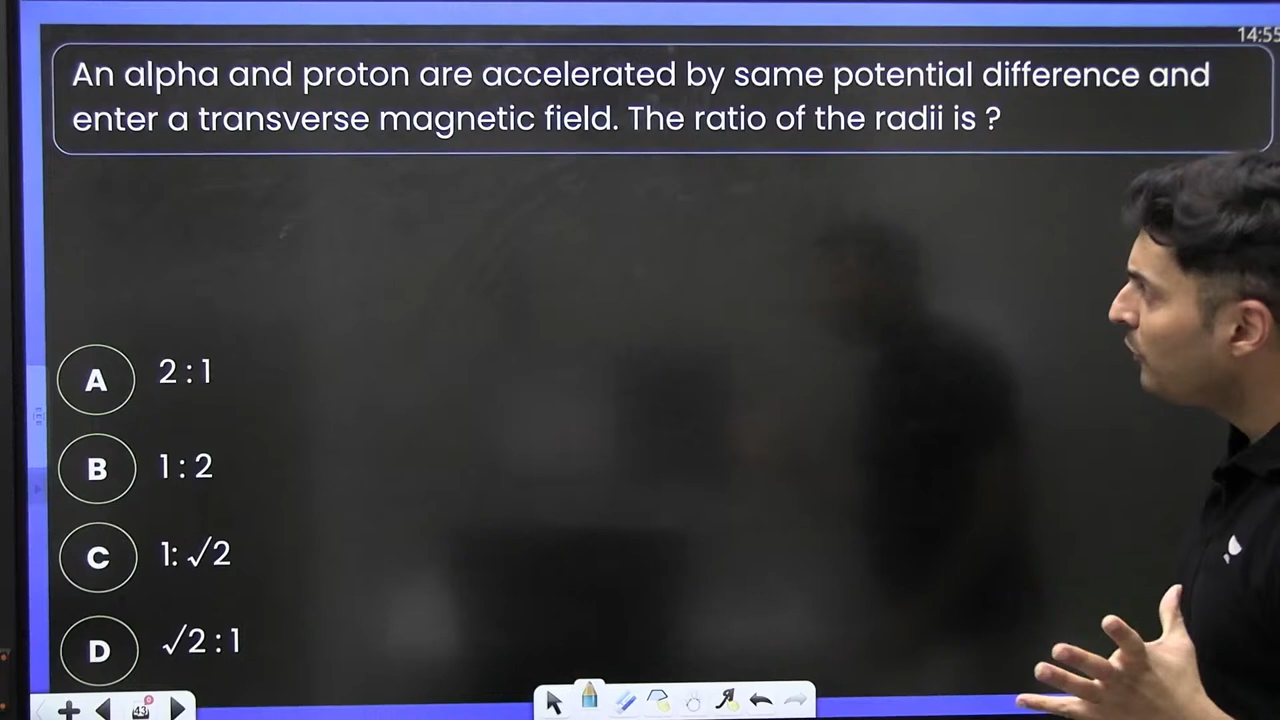 14:55
An alpha and proton are accelerated by same potential difference and
enter a transverse magnetic field. The ratio of the radii is ?
A 2 : 1
B 1 : 2
C 1: √2
D √2 : 1
43